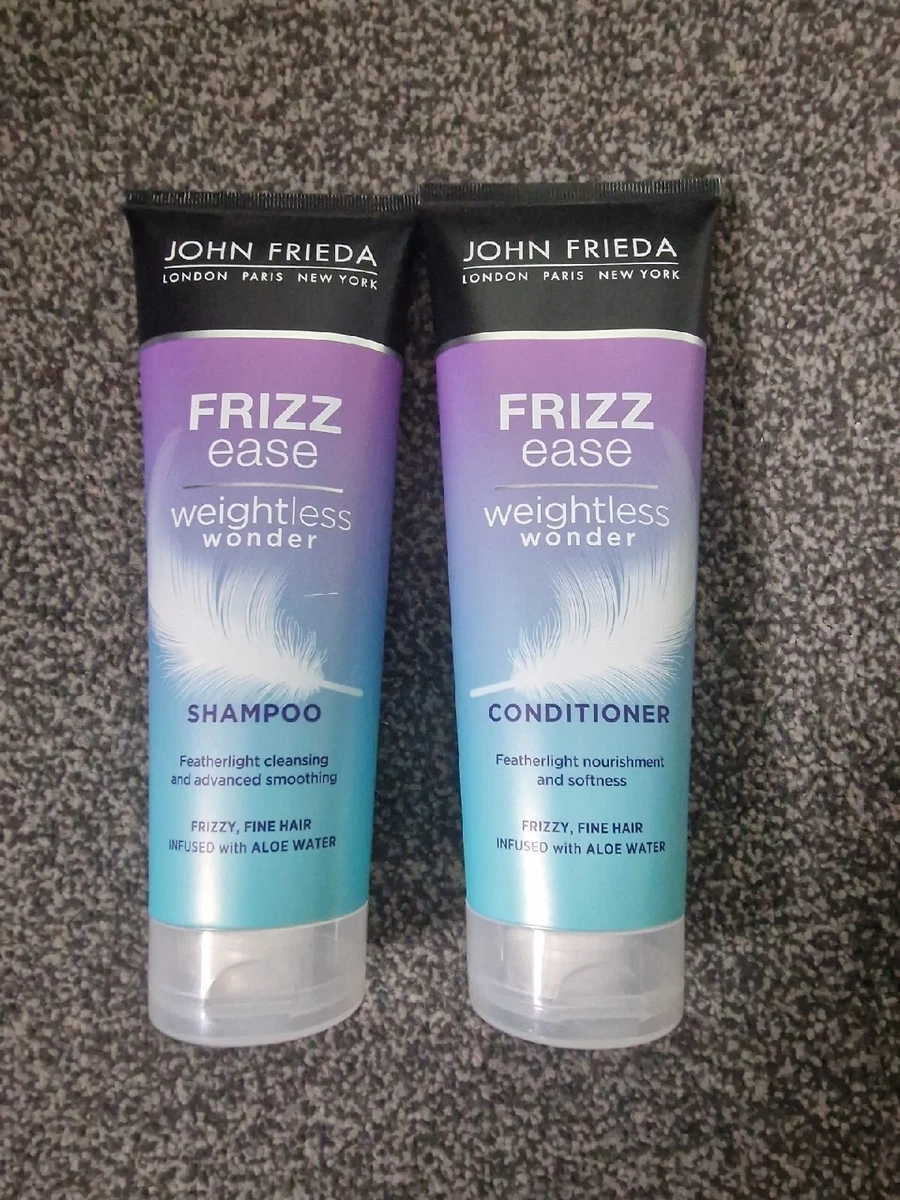 JOHN FRIEDA
LONDON PARIS NEW YORK
FRIZZ
ease
weightless
wonder
SHAMPOO
Featherlight cleansing
and advanced smoothing
FRIZZY, FINE HAIR
INFUSED with ALOE WATER
JOHN FRIEDA
LONDON PARIS NEW YORK
FRIZZ
ease
weightless
wonder
CONDITIONER
Featherlight nourishment
and softness
FRIZZY, FINE HAIR
INFUSED with ALOE WATER